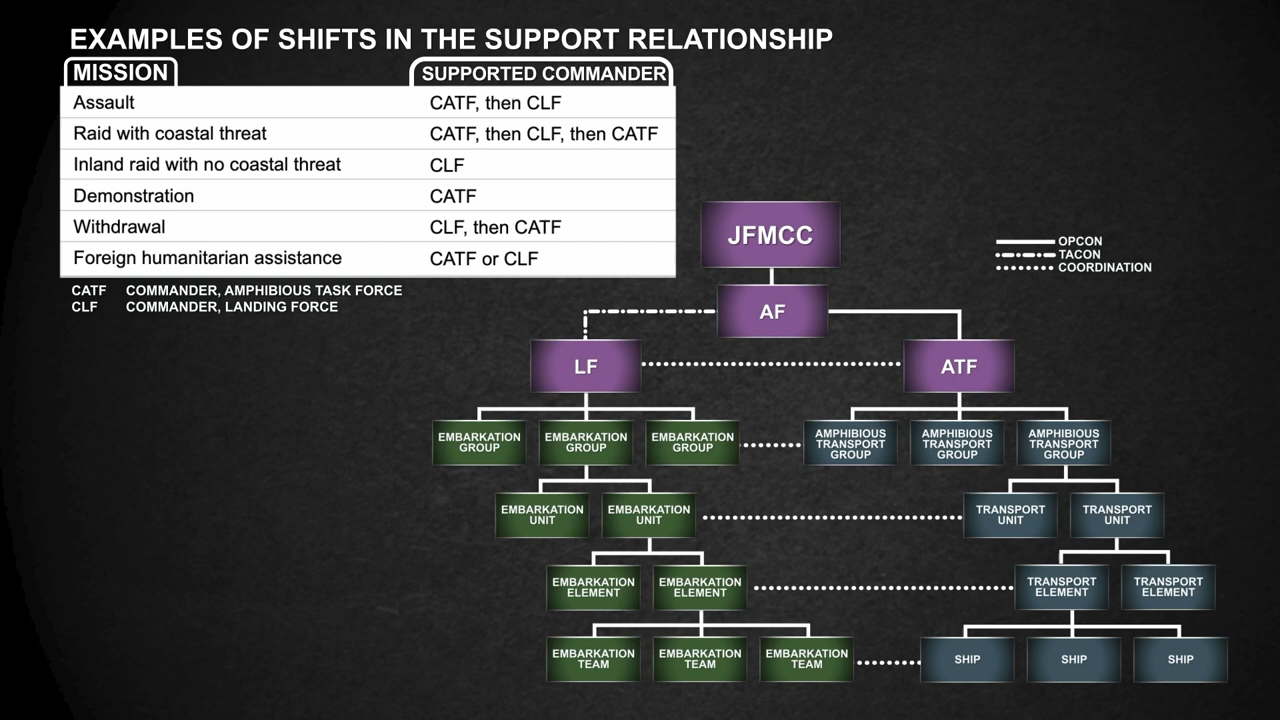 EXAMPLES OF SHIFTS IN THE SUPPORT RELATIONSHIP
MISSION SUPPORTED COMMANDER
Assault CATF, then CLF
Raid with coastal threat CATF, then CLF, then CATF
Inland raid with no coastal threat CLF
Demonstration CATF
Withdrawal CLF, then CATF
Foreign humanitarian assistance CATF or CLF
CATF COMMANDER, AMPHIBIOUS TASK FORCE
CLF COMMANDER, LANDING FORCE
JFMCC
OPCON
TACON
COORDINATION
AF
LF
ATF
EMBARKATION
GROUP
EMBARKATION
GROUP
EMBARKATION
GROUP
AMPHIBIOUS
TRANSPORT
GROUP
AMPHIBIOUS
TRANSPORT
GROUP
AMPHIBIOUS
TRANSPORT
GROUP
EMBARKATION
UNIT
EMBARKATION
UNIT
TRANSPORT
UNIT
TRANSPORT
UNIT
EMBARKATION
ELEMENT
EMBARKATION
ELEMENT
TRANSPORT
ELEMENT
TRANSPORT
ELEMENT
EMBARKATION
TEAM
EMBARKATION
TEAM
EMBARKATION
TEAM
SHIP
SHIP
SHIP